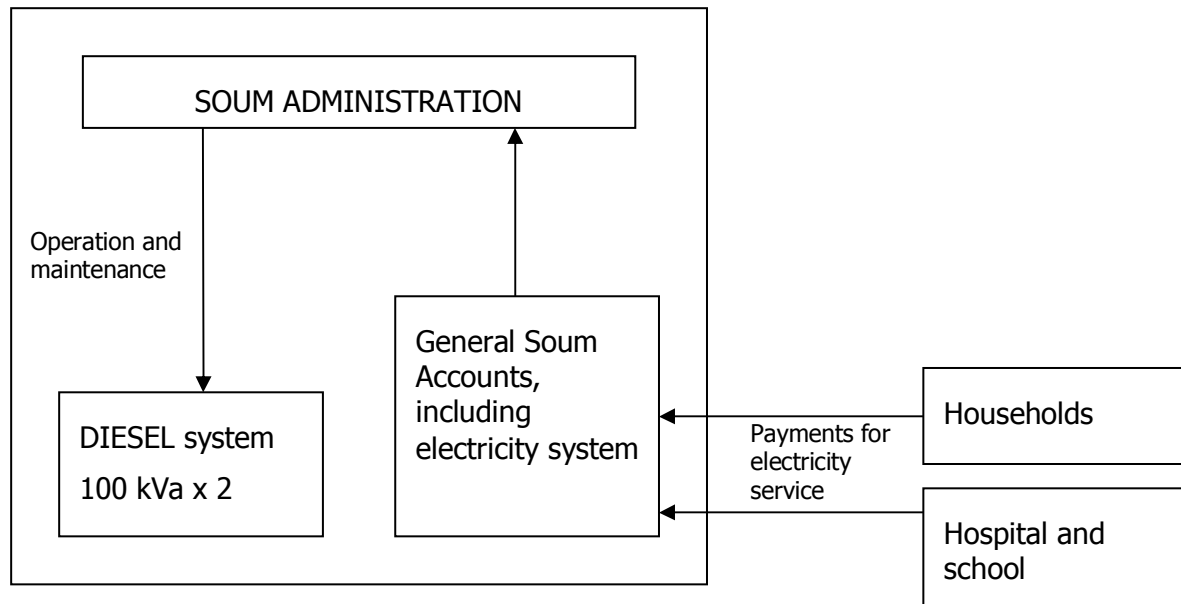 SOUM ADMINISTRATION
Operation and
maintenance
General Soum
Accounts,
including
electricity system
DIESEL system
100 kVa x 2
Households
Payments for
electricity
service
Hospital and
school